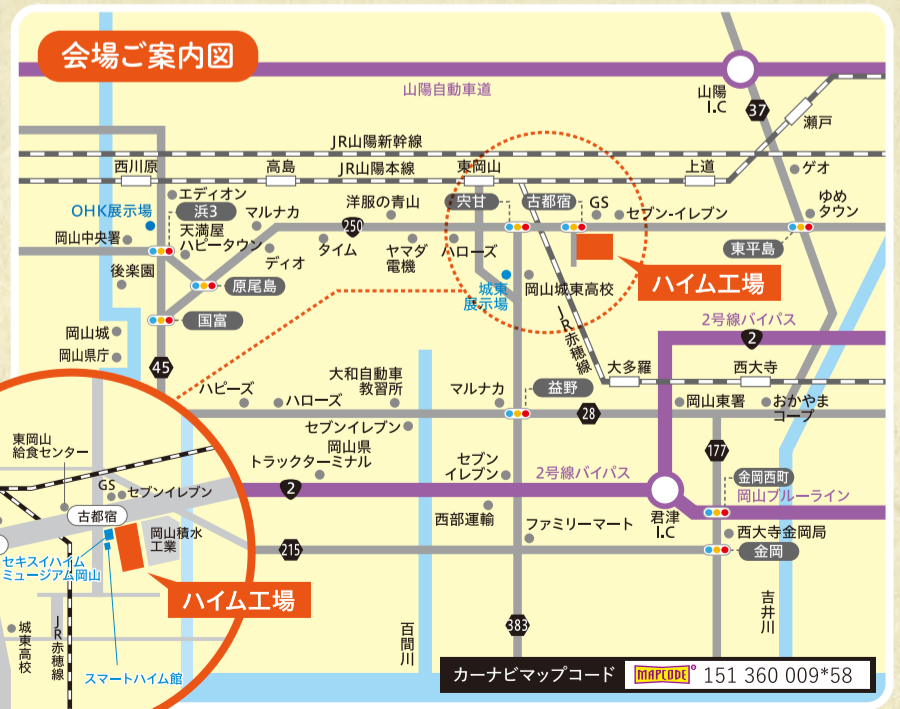 会場ご案内図
山陽自動車道
山陽
I.C
37
瀬戸
JR山陽新幹線
JR山陽本線
西川原
高島
東岡山
上道
ゲオ
エディオン
OHK展示場
浜3
マルナカ
洋服の青山
宍甘
古都宿
GS
セブン-イレブン
ゆめ
タウン
岡山中央署
天満屋
ハピータウン
250
タイム
ヤマダ
電機
ハローズ
東平島
後楽園
ディオ
原尾島
城東
展示場
岡山城東高校
ハイム工場
国富
JR赤穂線
2号線バイパス
2
岡山城
岡山県庁
45
大多羅
西大寺
ハピーズ
ハローズ
大和自動車
教習所
マルナカ
益野
28
岡山東署
おかやま
コープ
セブンイレブン
岡山県
トラックターミナル
セブン
イレブン
177
2
2号線バイパス
金岡西町
岡山ブルーライン
西部運輸
ファミリーマート
君津
I.C
西大寺金岡局
金岡
215
383
百間川
吉井川
東岡山
給食センター
GS
セブンイレブン
古都宿
岡山積水
工業
セキスイハイム
ミュージアム岡山
ハイム工場
城東高校
JR赤穂線
スマートハイム館
カーナビマップコード MAPCODE® 151 360 009*58